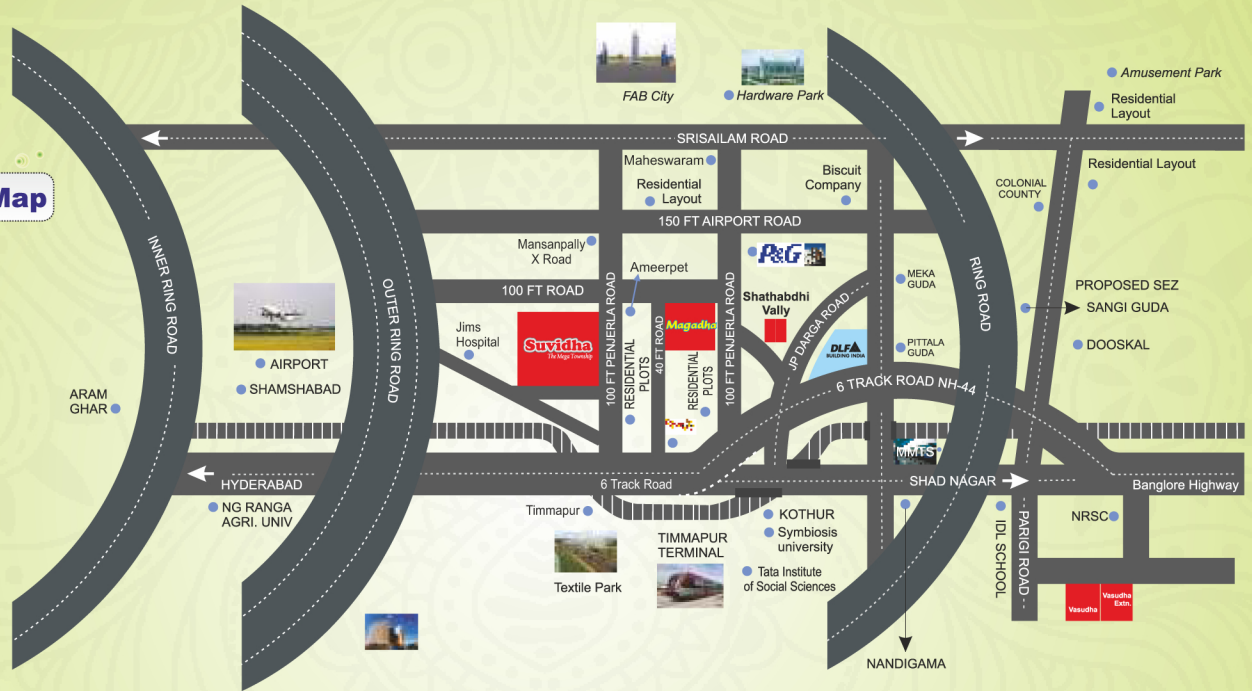 Map
FAB City
Hardware Park
Amusement Park
Residential
Layout
SRISAILAM ROAD
Maheswaram
Residential
Layout
Biscuit
Company
Residential Layout
COLONIAL
COUNTY
150 FT AIRPORT ROAD
Mansanpally
X Road
Ameerpet
P&G
INNER RING ROAD
OUTER RING ROAD
RING ROAD
100 FT ROAD
MEKA
GUDA
PROPOSED SEZ
SANGI GUDA
Shathabdhi
Vally
JP DARGA ROAD
100 FT PENJERLA ROAD
40 FT ROAD
100 FT PENJERLA ROAD
Magadha
Jims
Hospital
Suvidha
The Mega Township
DLF
BUILDING INDIA
PITTALA
GUDA
DOOSKAL
AIRPORT
SHAMSHABAD
RESIDENTIAL
PLOTS
RESIDENTIAL
PLOTS
6 TRACK ROAD NH-44
ARAM
GHAR
MMTS
HYDERABAD
6 Track Road
SHAD NAGAR
Banglore Highway
NG RANGA
AGRI. UNIV
Timmapur
KOTHUR
Symbiosis
university
IDL SCHOOL
PARIGI ROAD
NRSC
TIMMAPUR
TERMINAL
Textile Park
Tata Institute
of Social Sciences
Vasudha
Vasudha
Extn.
NANDIGAMA